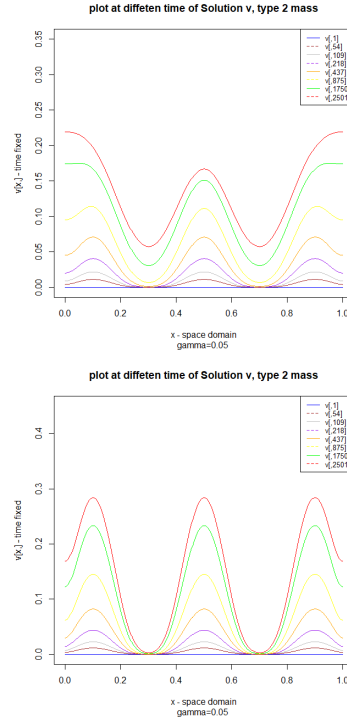 plot at differen time of Solution v, type 2 mass
v[x,] - time fixed
0.35
0.30
0.25
0.20
0.15
0.10
0.05
0.00
v[,1]
v[,54]
v[,109]
v[,218]
v[,437]
v[,875]
v[,1750]
v[,2501
0.0 0.2 0.4 0.6 0.8 1.0
x - space domain
gamma=0.05
plot at differen time of Solution v, type 2 mass
v[x,] - time fixed
0.4
0.3
0.2
0.1
0.0
v[,1]
v[,54]
v[,109]
v[,218]
v[,437]
v[,875]
v[,1750]
v[,2501
0.0 0.2 0.4 0.6 0.8 1.0
x - space domain
gamma=0.05